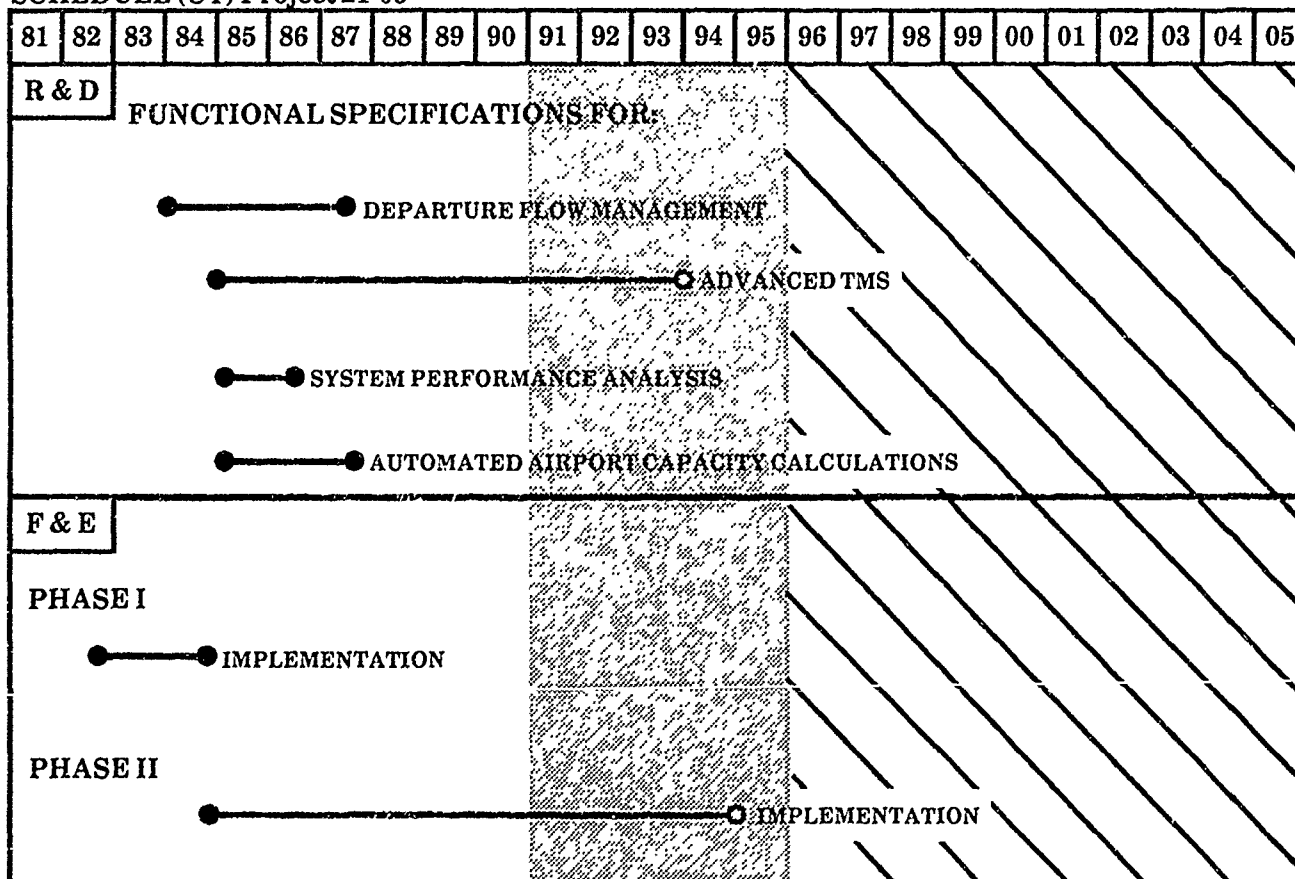 81 82 83 84 85 86 87 88 89 90 91 92 93 94 95 96 97 98 99 00 01 02 03 04 05
R & D
FUNCTIONAL SPECIFICATIONS FOR:
DEPARTURE FLOW MANAGEMENT
ADVANCED TMS
SYSTEM PERFORMANCE ANALYSIS
AUTOMATED AIRPORT CAPACITY CALCULATIONS
F & E
PHASE I
IMPLEMENTATION
PHASE II
IMPLEMENTATION